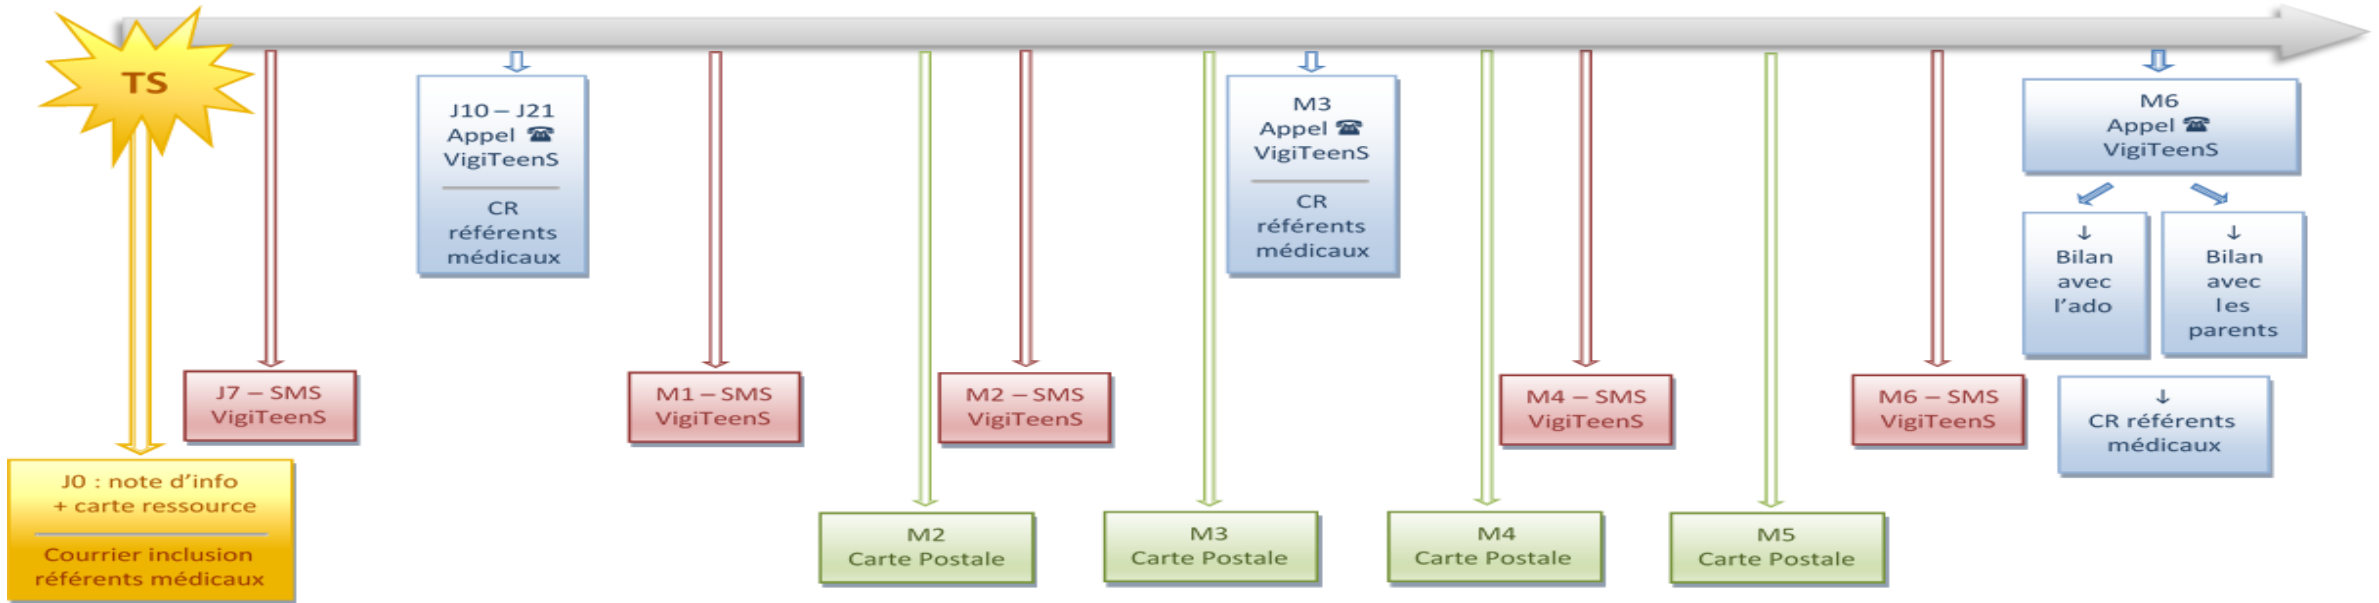 TS
J0 : note d'info
+ carte ressource
Courrier inclusion
référents médicaux
J7 – SMS
VigiTeenS
J10 – J21
Appel ☎
VigiTeenS
CR
référents
médicaux
M1 – SMS
VigiTeenS
M2
Carte Postale
M2 – SMS
VigiTeenS
M3
Carte Postale
M3
Appel ☎
VigiTeenS
CR
référents
médicaux
M4
Carte Postale
M4 – SMS
VigiTeenS
M5
Carte Postale
M6 – SMS
VigiTeenS
M6
Appel ☎
VigiTeenS
↓
Bilan
avec
l'ado
↓
Bilan
avec
les
parents
↓
CR référents
médicaux